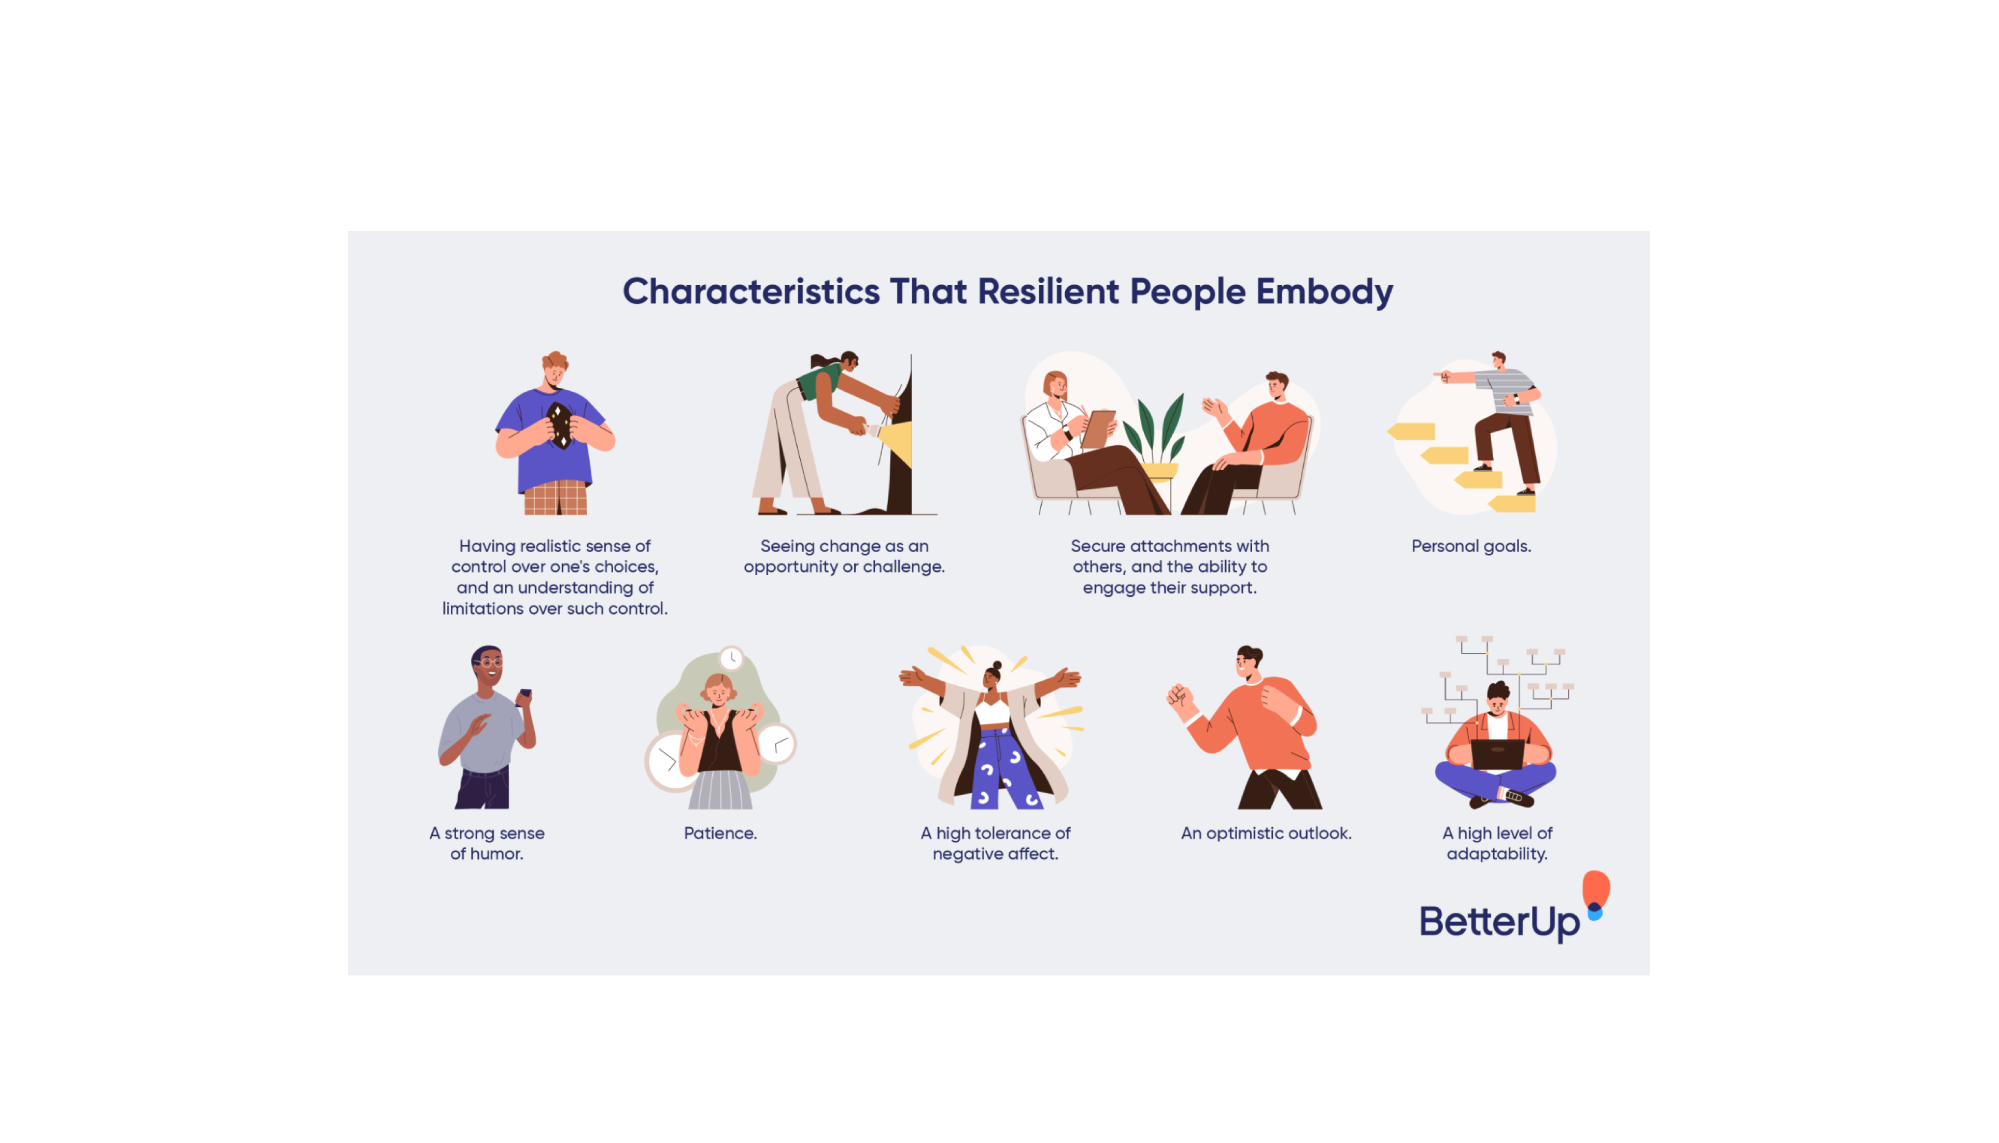 Characteristics That Resilient People Embody
Having realistic sense of
control over one's choices,
and an understanding of
limitations over such control.
Seeing change as an
opportunity or challenge.
Secure attachments with
others, and the ability to
engage their support.
Personal goals.
A strong sense
of humor.
Patience.
A high tolerance of
negative affect.
An optimistic outlook.
A high level of
adaptability.
BetterUp